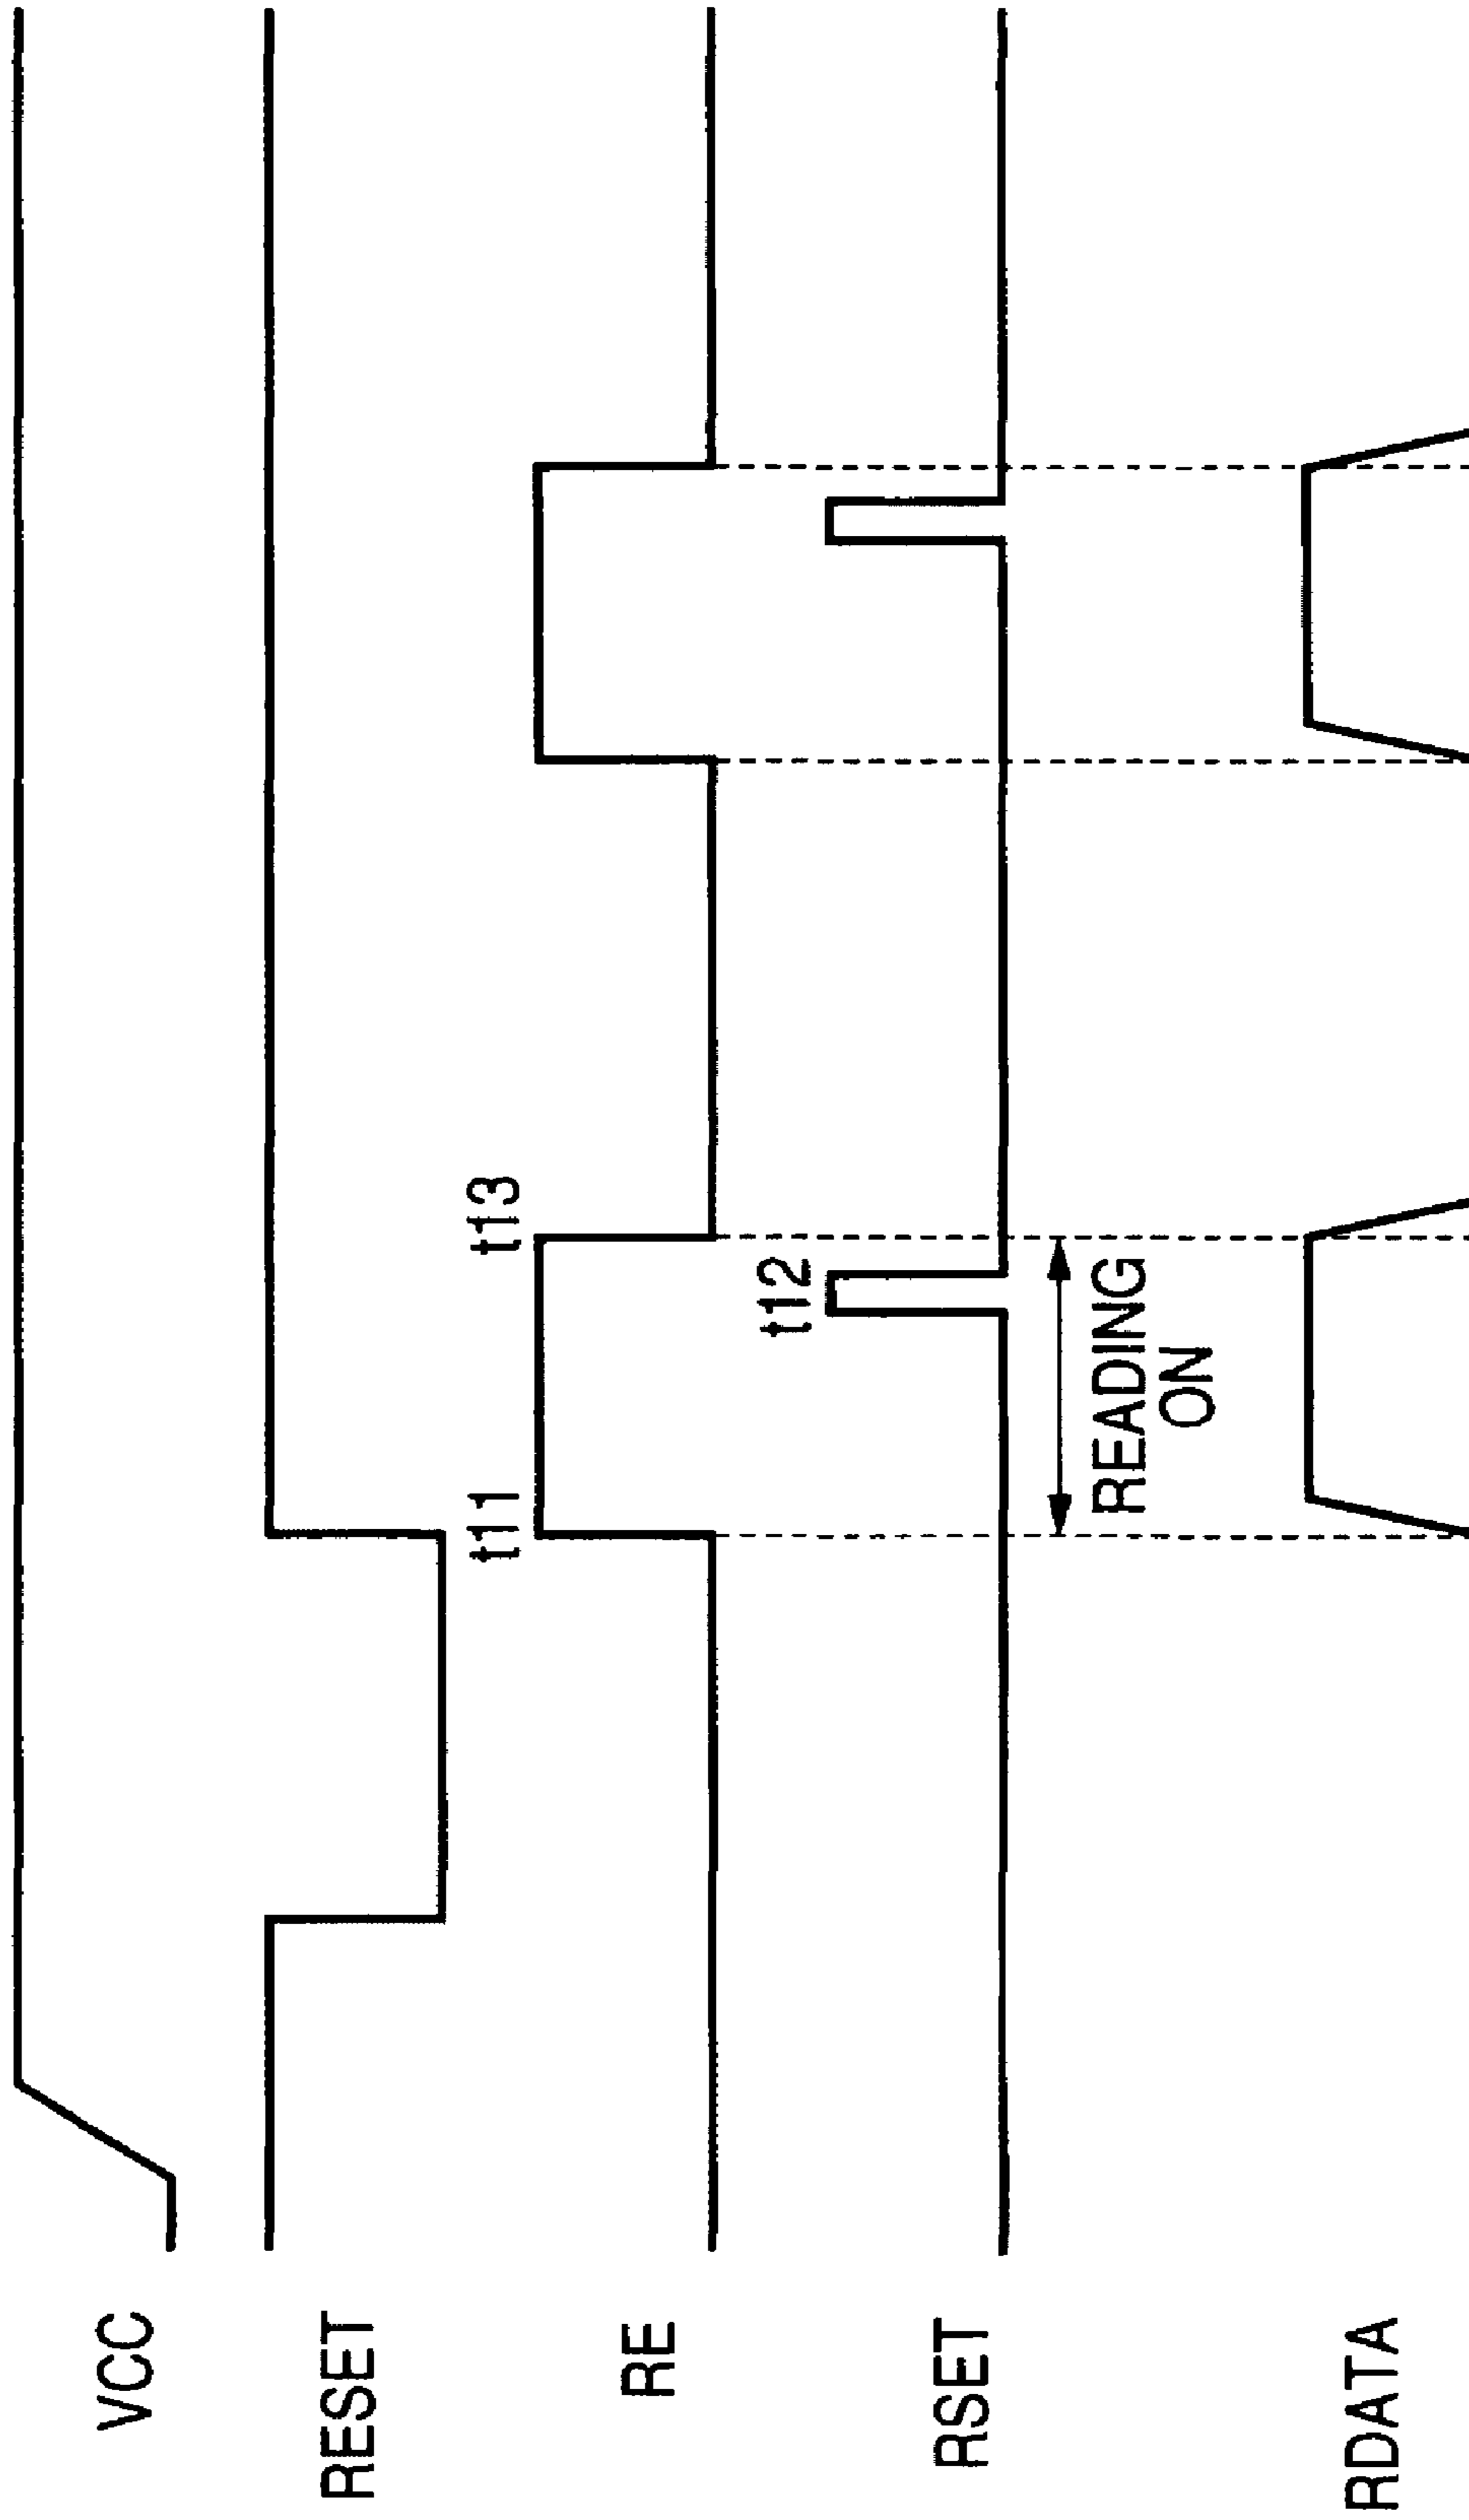 VCC
RESET
t11
t13
RE
t12
RSET
READING
ON
RDATA